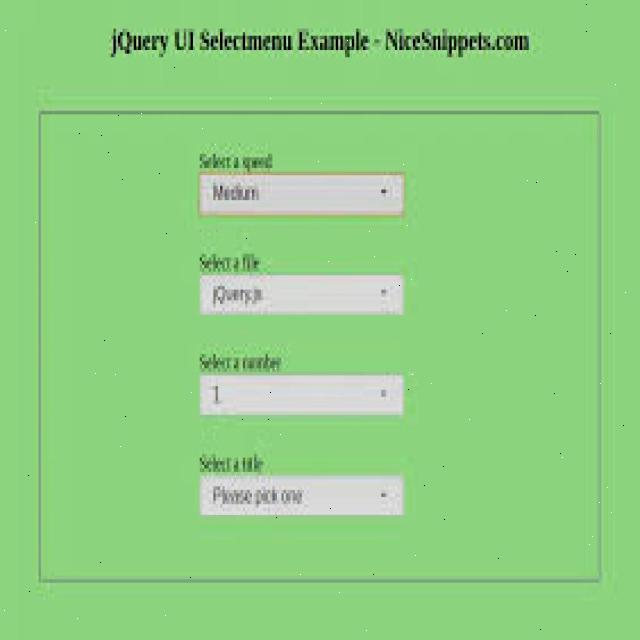 jQuery UI Selectmenu Example - NiceSnippets.com
Select a speed
Medium
Select a file
jQuery.js
Select a number
1
Select a title
Please pick one